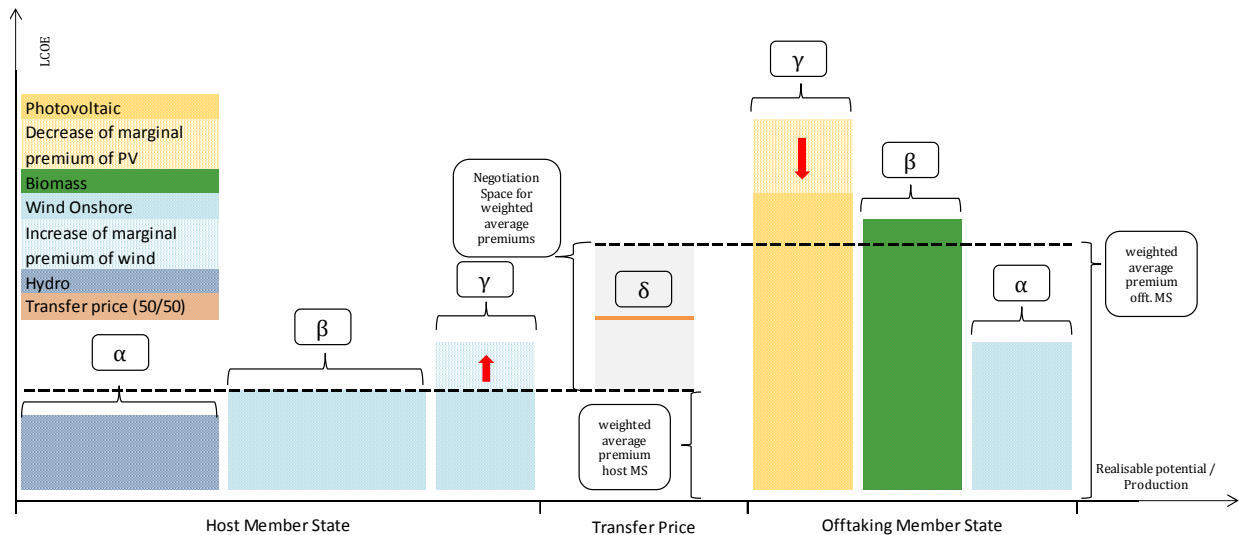 LCOE
γ
Photovoltaic
Decrease of marginal
premium of PV
Biomass
Wind Onshore
Increase of marginal
premium of wind
Hydro
Transfer price (50/50)
Negotiation
Space for
weighted
average
premiums
β
γ
δ
α
weighted
average
premium
offt. MS
α
β
weighted
average
premium
host MS
Realisable potential /
Production
Host Member State
Transfer Price
Offtaking Member State